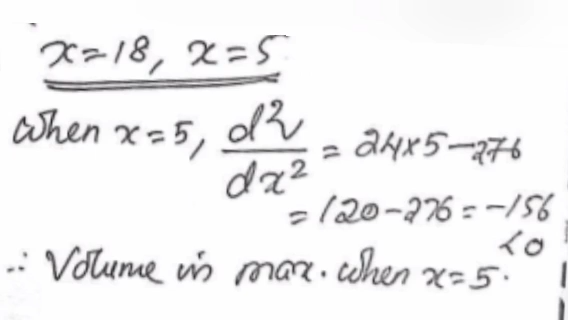 x=18, x=5
When x=5, d²v/dx² = 24×5-276
= 120-276 = -156
<0
∴ Volume is max. when x=5.